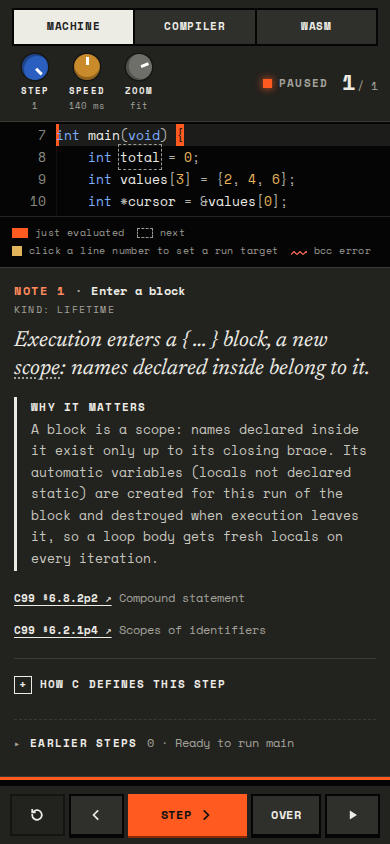 MACHINE COMPILER WASM
STEP SPEED ZOOM
1 140 ms fit
PAUSED 1 / 1
7 int main(void) {
8 int total = 0;
9 int values[3] = {2, 4, 6};
10 int *cursor = &values[0];
just evaluated next
click a line number to set a run target bcc error
NOTE 1 · Enter a block
KIND: LIFETIME
Execution enters a { … } block, a new
scope: names declared inside belong to it.
WHY IT MATTERS
A block is a scope: names declared inside
it exist only up to its closing brace. Its
automatic variables (locals not declared
static) are created for this run of the
block and destroyed when execution leaves
it, so a loop body gets fresh locals on
every iteration.
C99 §6.8.2p2 ↗ Compound statement
C99 §6.2.1p4 ↗ Scopes of identifiers
+ HOW C DEFINES THIS STEP
▸ EARLIER STEPS 0 · Ready to run main
STEP OVER